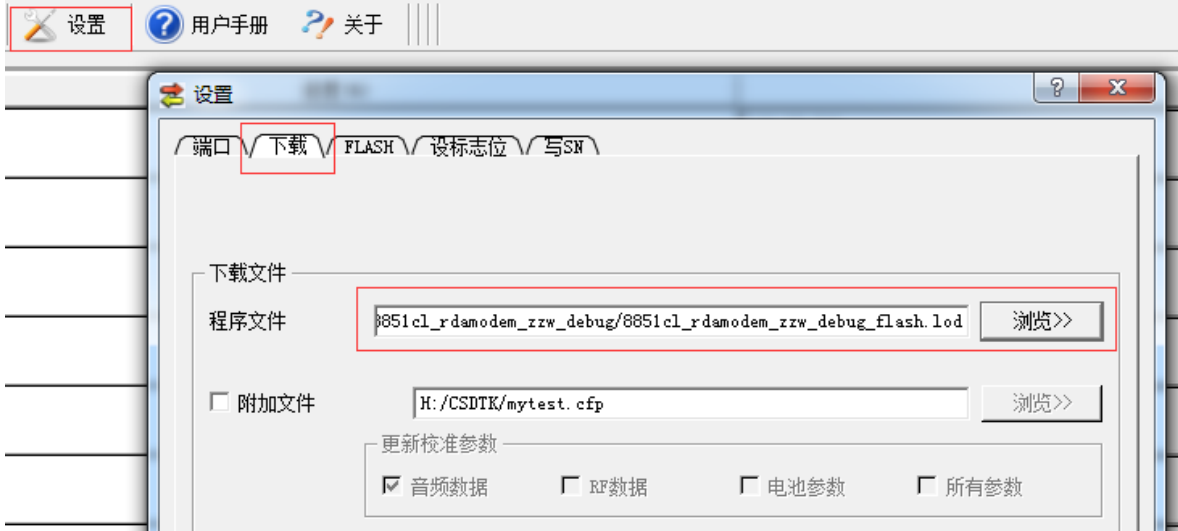 设置 用户手册 关于
设置
端口 下载 FLASH 设标志位 写SN
下载文件
程序文件 8851cl_rdamodem_zzw_debug/8851cl_rdamodem_zzw_debug_flash.lod 浏览>>
附加文件 H:/CSDTK/mytest.cfp 浏览>>
更新校准参数
音频数据 RF数据 电池参数 所有参数